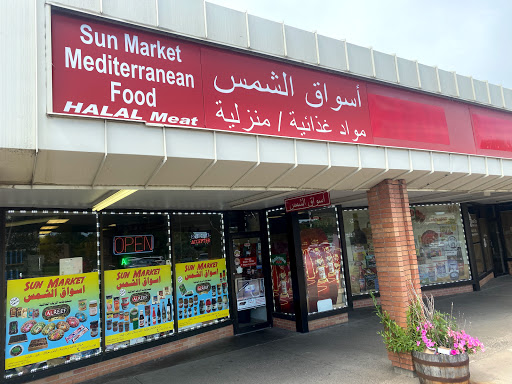 Sun Market
Mediterranean
Food
HALAL Meat
أسواق الشمس
مواد غذائية / منزلية
أسواق الشمس
OPEN
SUN MARKET
أسواق الشمس
SUN MARKET
أسواق الشمس
SUN MARKET
أسواق الشمس